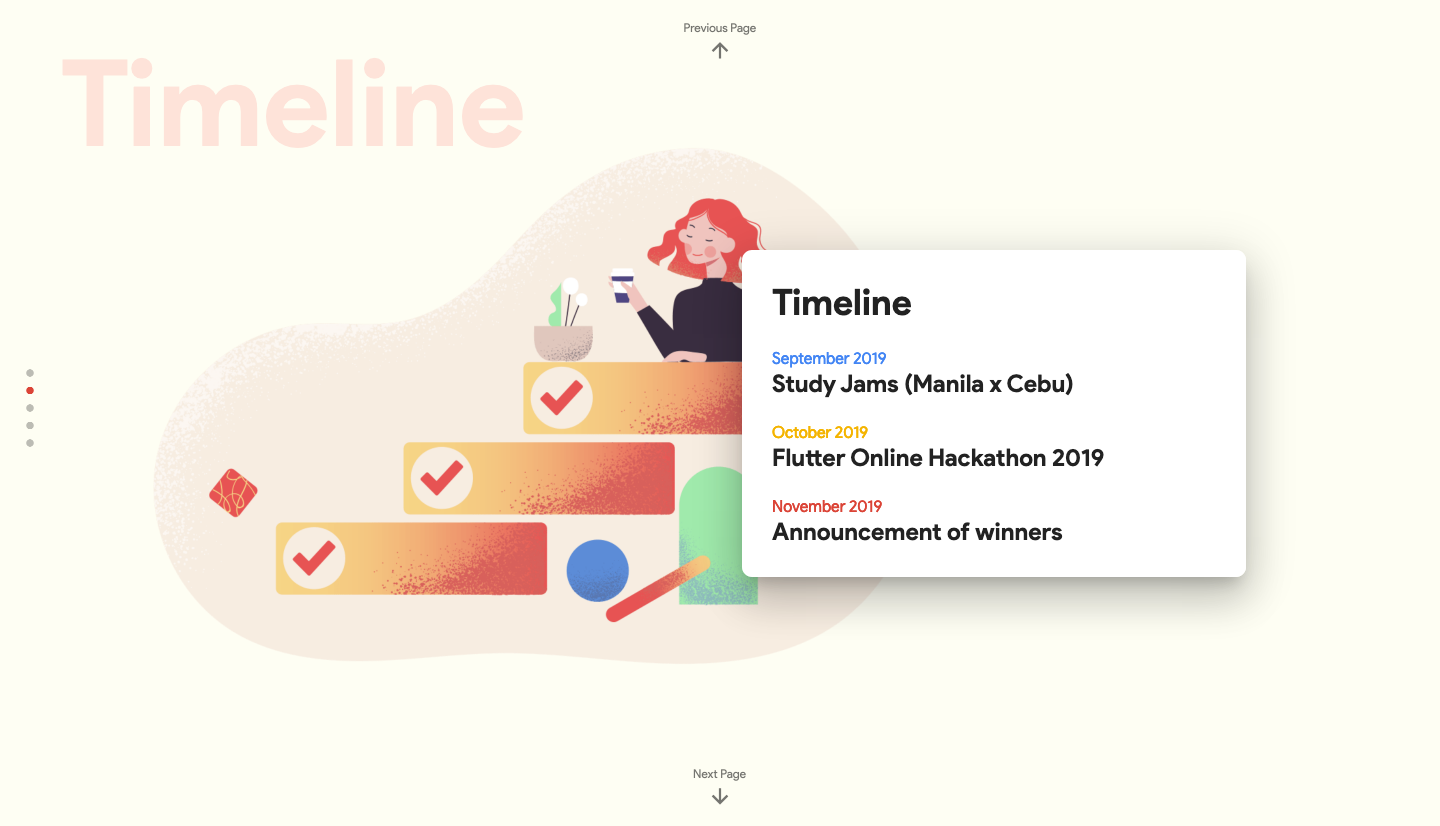 Previous Page
Timeline
Timeline
September 2019
Study Jams (Manila x Cebu)
October 2019
Flutter Online Hackathon 2019
November 2019
Announcement of winners
Next Page